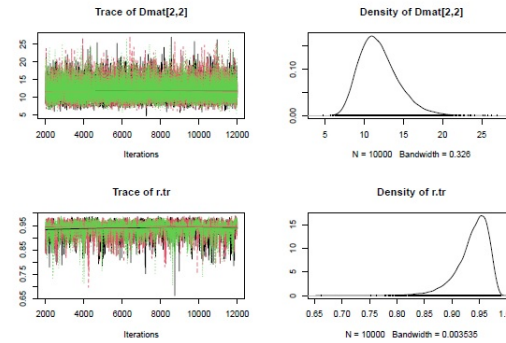 Trace of Dmat[2,2]
Density of Dmat[2,2]
25
20
15
10
5
2000 4000 6000 8000 10000 12000
Iterations
0.10
0.00
5 10 15 20 25
N = 10000 Bandwidth = 0.326
Trace of r.tr
Density of r.tr
0.95
0.85
0.75
0.65
2000 4000 6000 8000 10000 12000
Iterations
15
10
5
0
0.65 0.70 0.75 0.80 0.85 0.90 0.95
N = 10000 Bandwidth = 0.003535